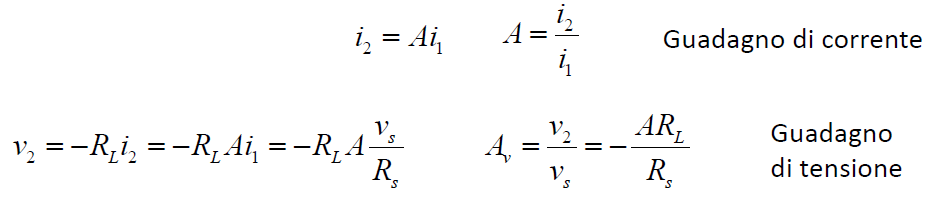 i₂ = Ai₁    A = i₂/i₁    Guadagno di corrente
v₂ = −R_L i₂ = −R_L Ai₁ = −R_L A v_s/R_s    A_v = v₂/v_s = − AR_L/R_s    Guadagno
di tensione